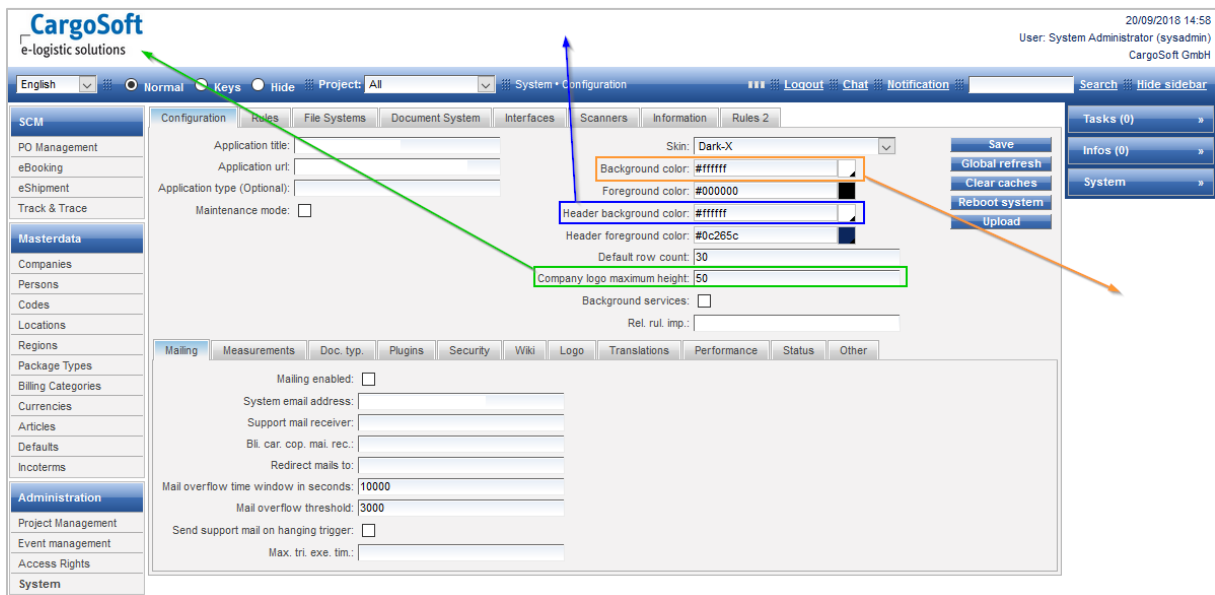 CargoSoft
e-logistic solutions
20/09/2018 14:58
User: System Administrator (sysadmin)
CargoSoft GmbH
English Normal Keys Hide Project: All System • Configuration Logout Chat Notification Search Hide sidebar
SCM
PO Management
eBooking
eShipment
Track & Trace
Masterdata
Companies
Persons
Codes
Locations
Regions
Package Types
Billing Categories
Currencies
Articles
Defaults
Incoterms
Administration
Project Management
Event management
Access Rights
System
Configuration Rules File Systems Document System Interfaces Scanners Information Rules 2
Application title:
Application url:
Application type (Optional):
Maintenance mode:
Skin: Dark-X
Background color: #ffffff
Foreground color: #000000
Header background color: #ffffff
Header foreground color: #0c265c
Default row count: 30
Company logo maximum height: 50
Background services:
Rel. rul. imp.:
Save
Global refresh
Clear caches
Reboot system
Upload
Mailing Measurements Doc. typ. Plugins Security Wiki Logo Translations Performance Status Other
Mailing enabled:
System email address:
Support mail receiver:
Bli. car. cop. mai. rec.:
Redirect mails to:
Mail overflow time window in seconds: 10000
Mail overflow threshold: 3000
Send support mail on hanging trigger:
Max. tri. exe. tim.:
Tasks (0) »
Infos (0) »
System »